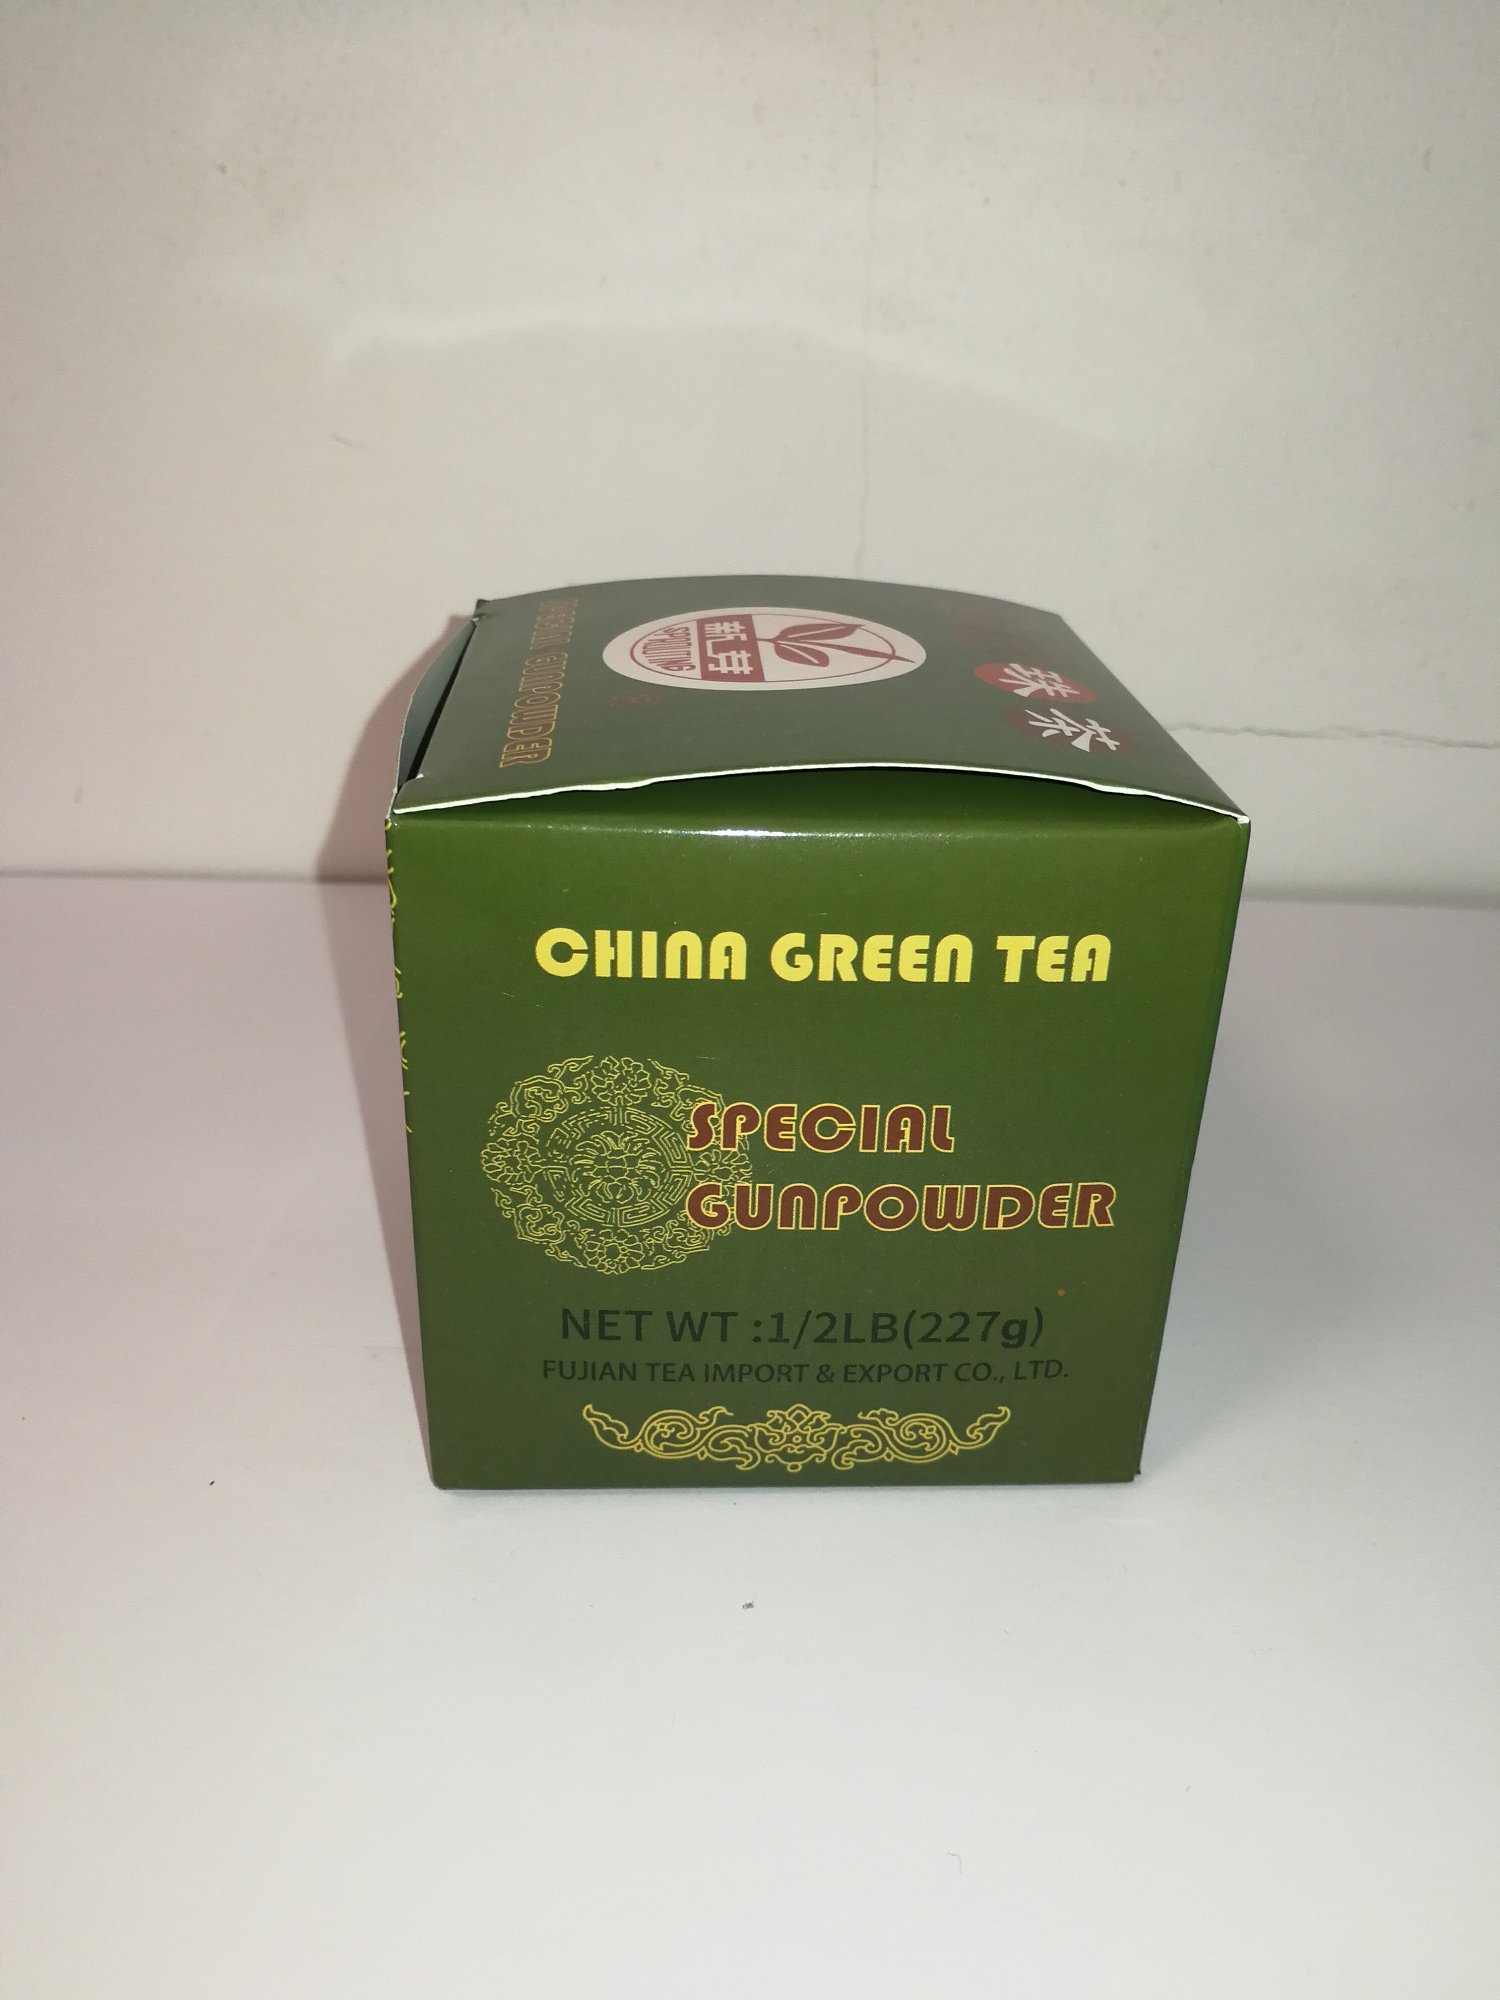 新芽
SPROUTING
珠茶
SPECIAL GUNPOWDER
CHINA GREEN TEA
SPECIAL
GUNPOWDER
NET WT :1/2LB(227g)
FUJIAN TEA IMPORT & EXPORT CO., LTD.